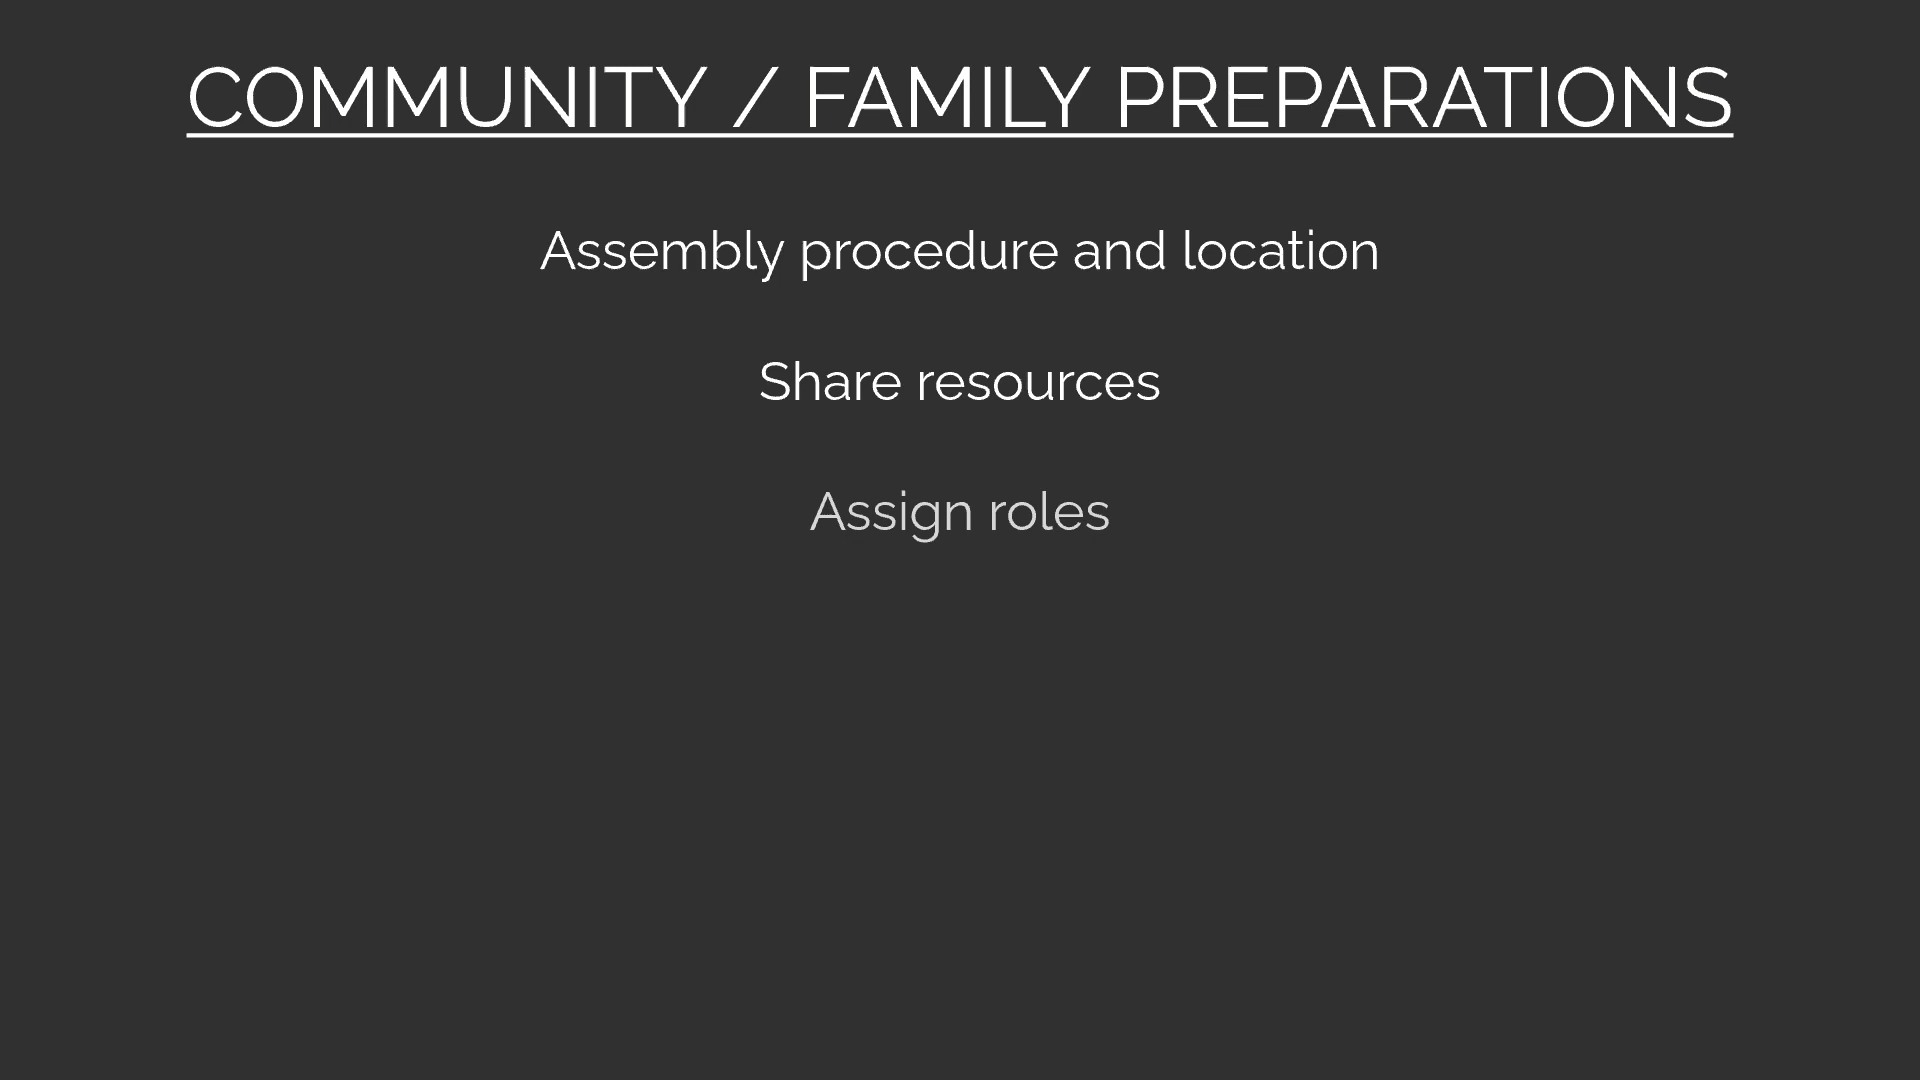 COMMUNITY / FAMILY PREPARATIONS
Assembly procedure and location
Share resources
Assign roles